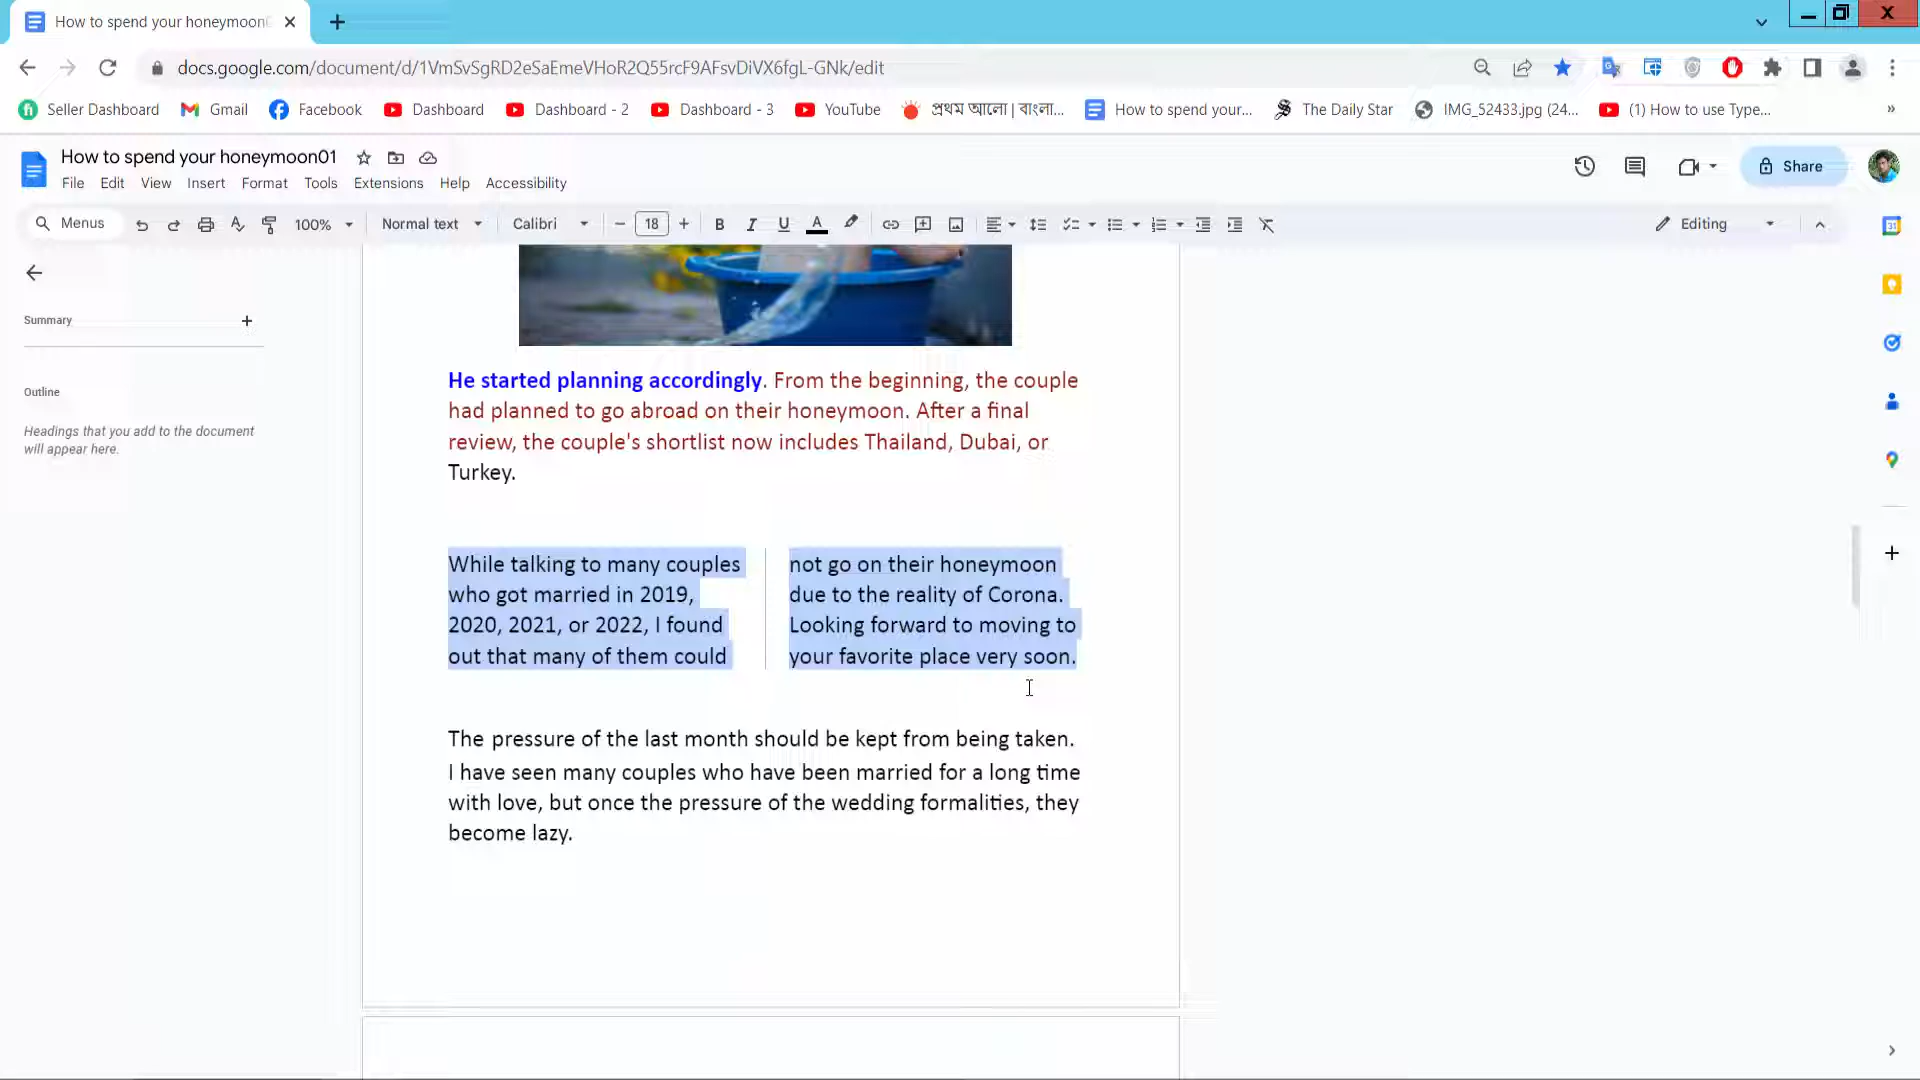 How to spend your honeymoon0
docs.google.com/document/d/1VmSvSgRD2eSaEmeVHoR2Q55rcF9AFsvDiVX6fgL-GNk/edit
Seller Dashboard Gmail Facebook Dashboard Dashboard - 2 Dashboard - 3 YouTube প্রথম আলো | বাংলা... How to spend your... The Daily Star IMG_52433.jpg (24... (1) How to use Type... »
How to spend your honeymoon01
File Edit View Insert Format Tools Extensions Help Accessibility
Share
Menus 100% Normal text Calibri 18 B I U A Editing
Summary
Outline
Headings that you add to the document
will appear here.
He started planning accordingly. From the beginning, the couple
had planned to go abroad on their honeymoon. After a final
review, the couple's shortlist now includes Thailand, Dubai, or
Turkey.
While talking to many couples
who got married in 2019,
2020, 2021, or 2022, I found
out that many of them could
not go on their honeymoon
due to the reality of Corona.
Looking forward to moving to
your favorite place very soon.
The pressure of the last month should be kept from being taken.
I have seen many couples who have been married for a long time
with love, but once the pressure of the wedding formalities, they
become lazy.